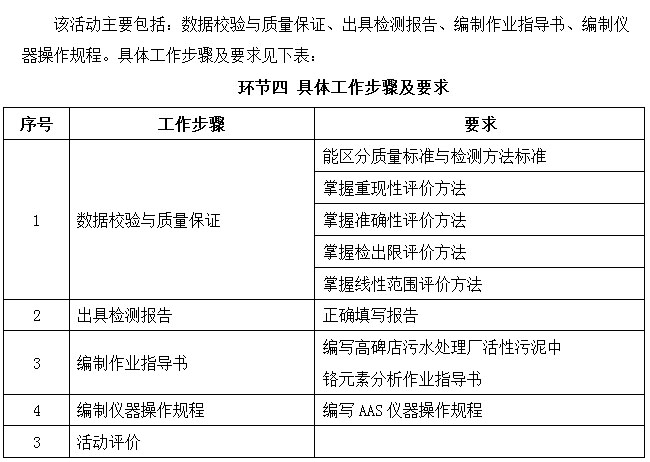 该活动主要包括：数据校验与质量保证、出具检测报告、编制作业指导书、编制仪
器操作规程。具体工作步骤及要求见下表：
环节四 具体工作步骤及要求
序号 工作步骤 要求
1 数据校验与质量保证 能区分质量标准与检测方法标准
掌握重现性评价方法
掌握准确性评价方法
掌握检出限评价方法
掌握线性范围评价方法
2 出具检测报告 正确填写报告
3 编制作业指导书 编写高碑店污水处理厂活性污泥中
铬元素分析作业指导书
4 编制仪器操作规程 编写 AAS 仪器操作规程
3 活动评价